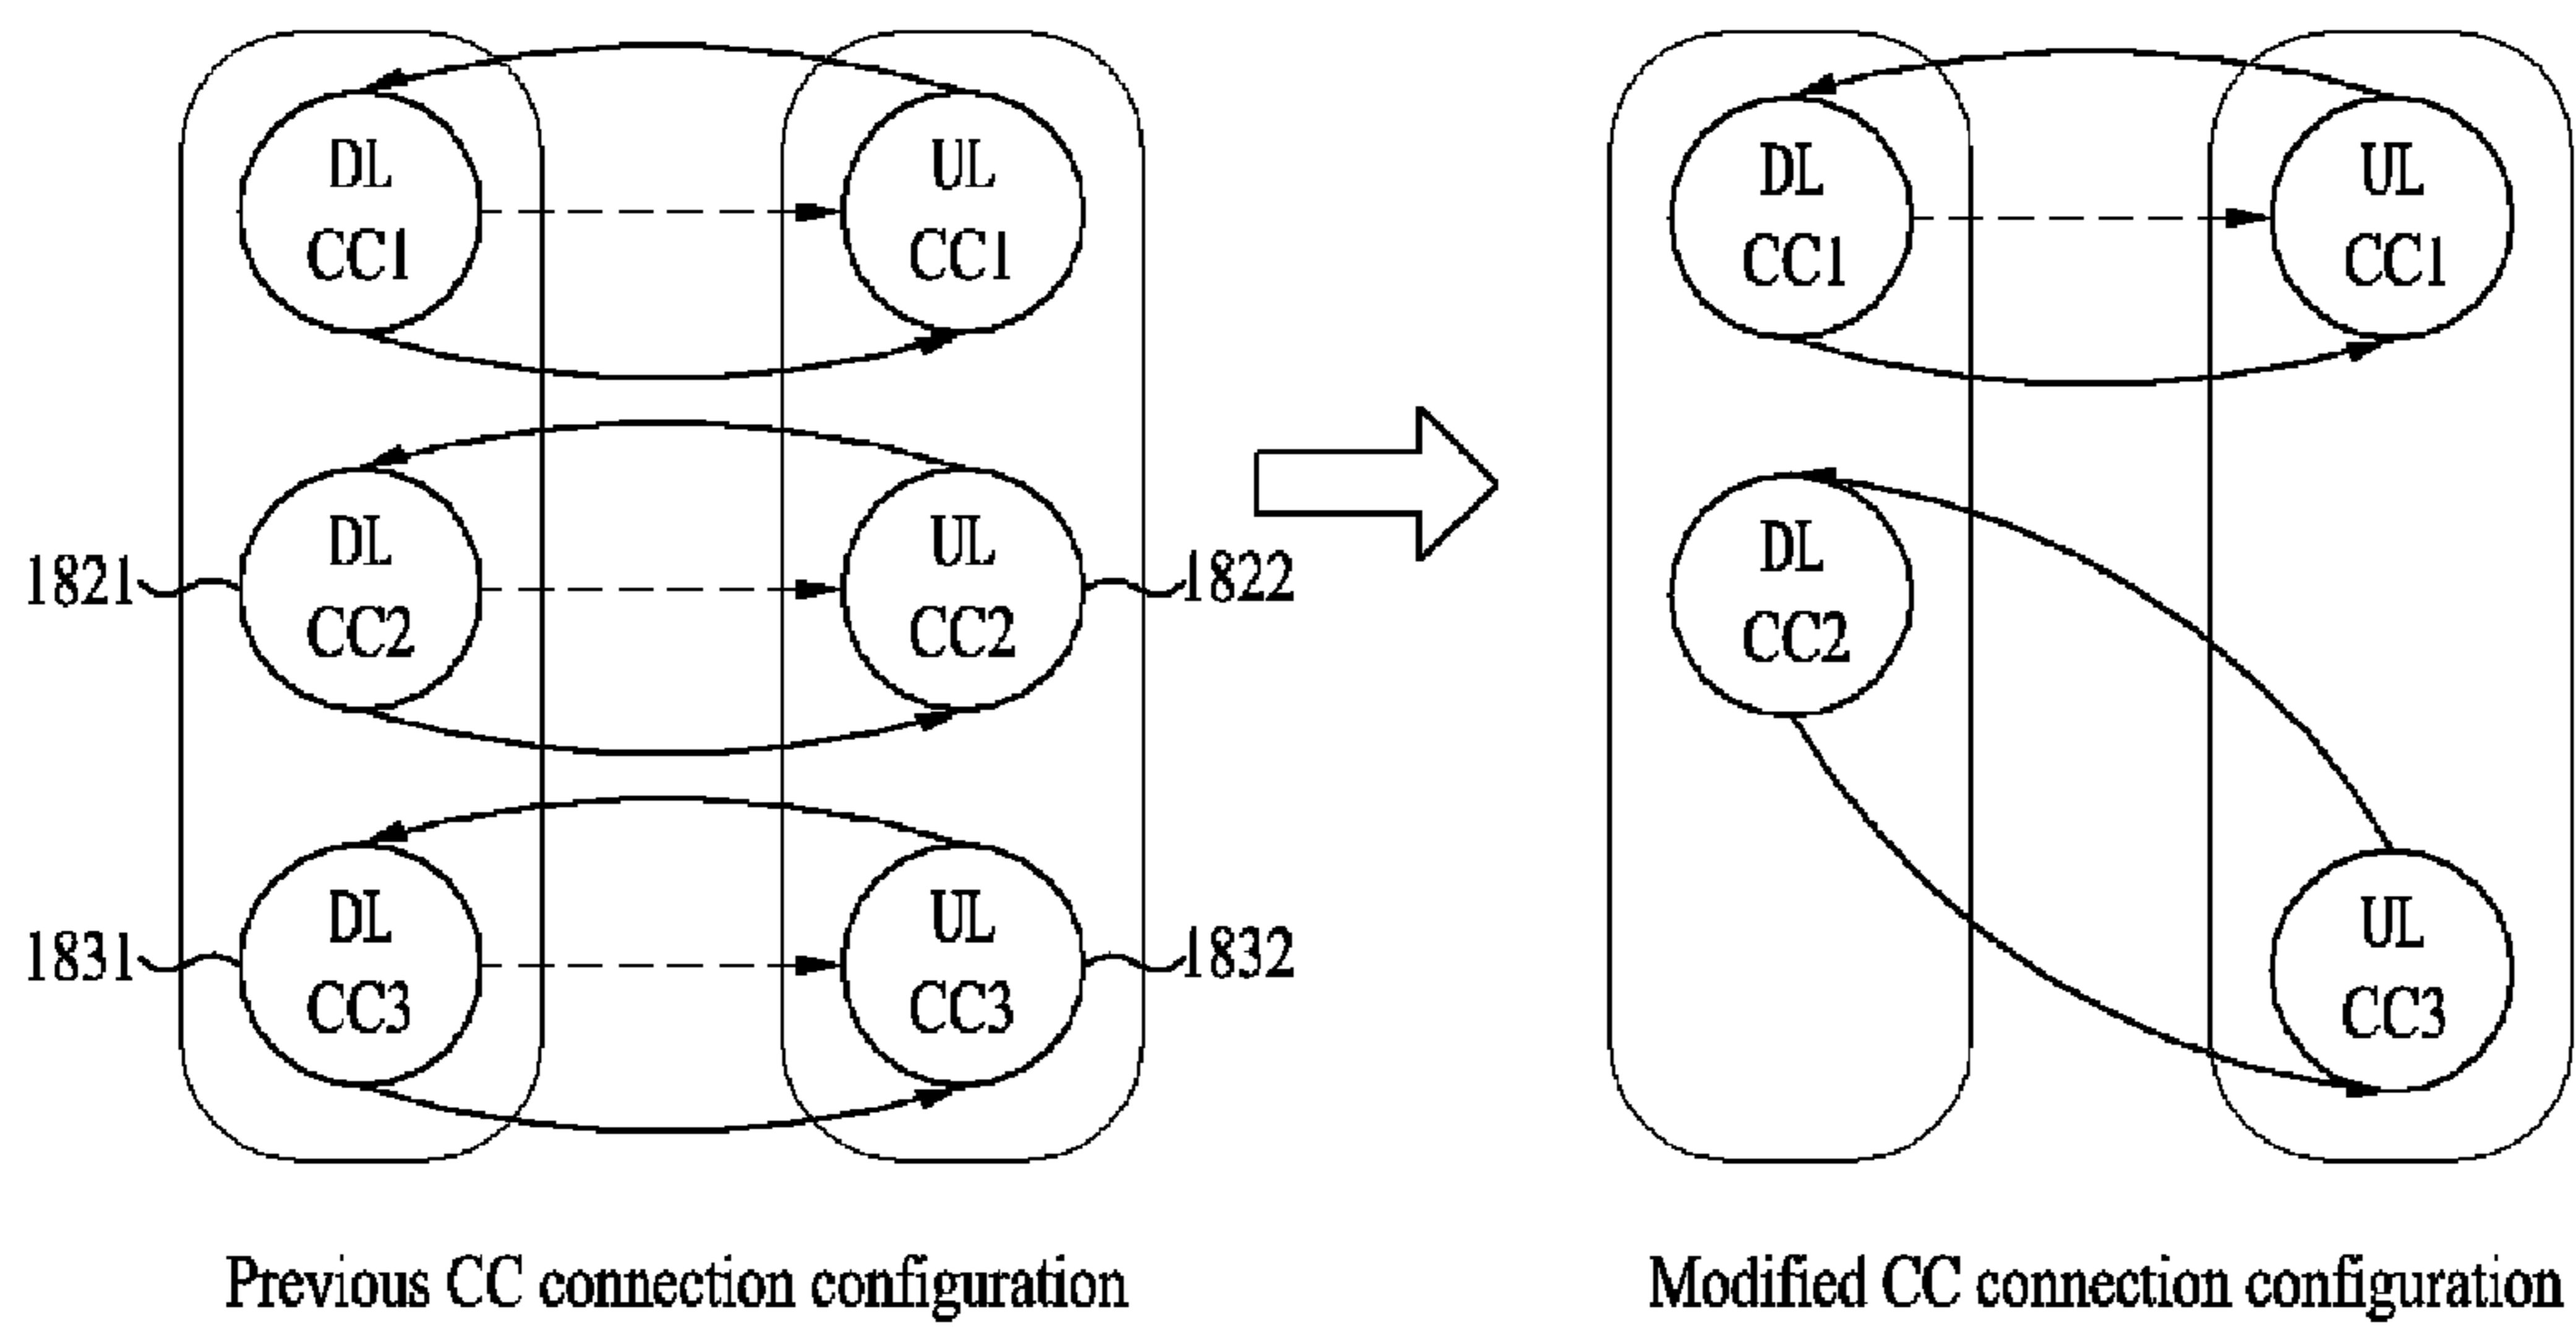 DL
CC1
UL
CC1
DL
CC2
UL
CC2
1821
1822
DL
CC3
UL
CC3
1831
1832
Previous CC connection configuration
DL
CC1
UL
CC1
DL
CC2
UL
CC3
Modified CC connection configuration